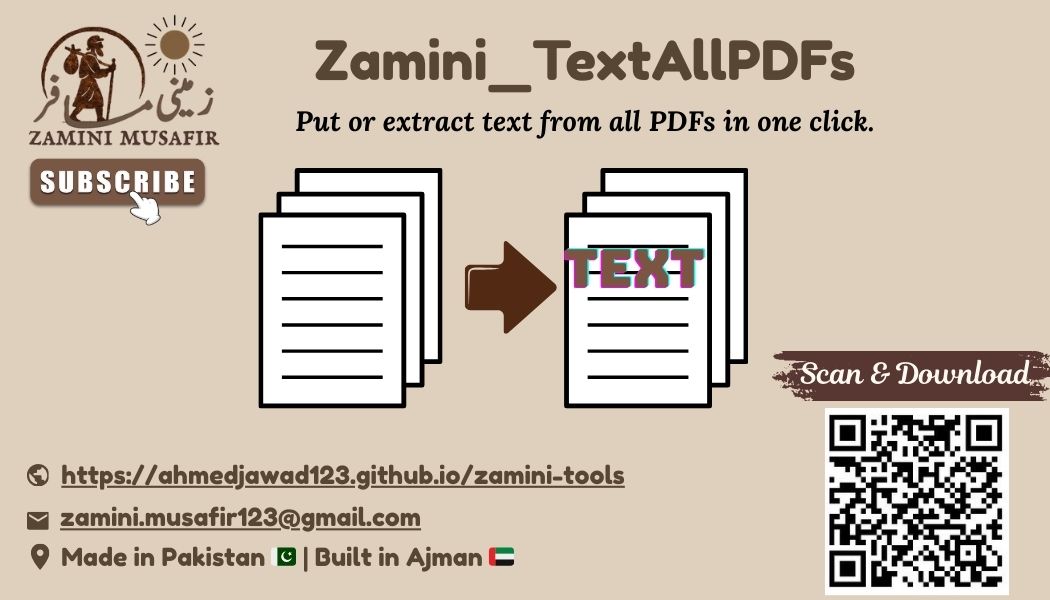 زمینی مسافر
ZAMINI MUSAFIR
SUBSCRIBE
Zamini_TextAllPDFs
Put or extract text from all PDFs in one click.
TEXT
Scan & Download
https://ahmedjawad123.github.io/zamini-tools
zamini.musafir123@gmail.com
Made in Pakistan 🇵🇰 | Built in Ajman 🇦🇪